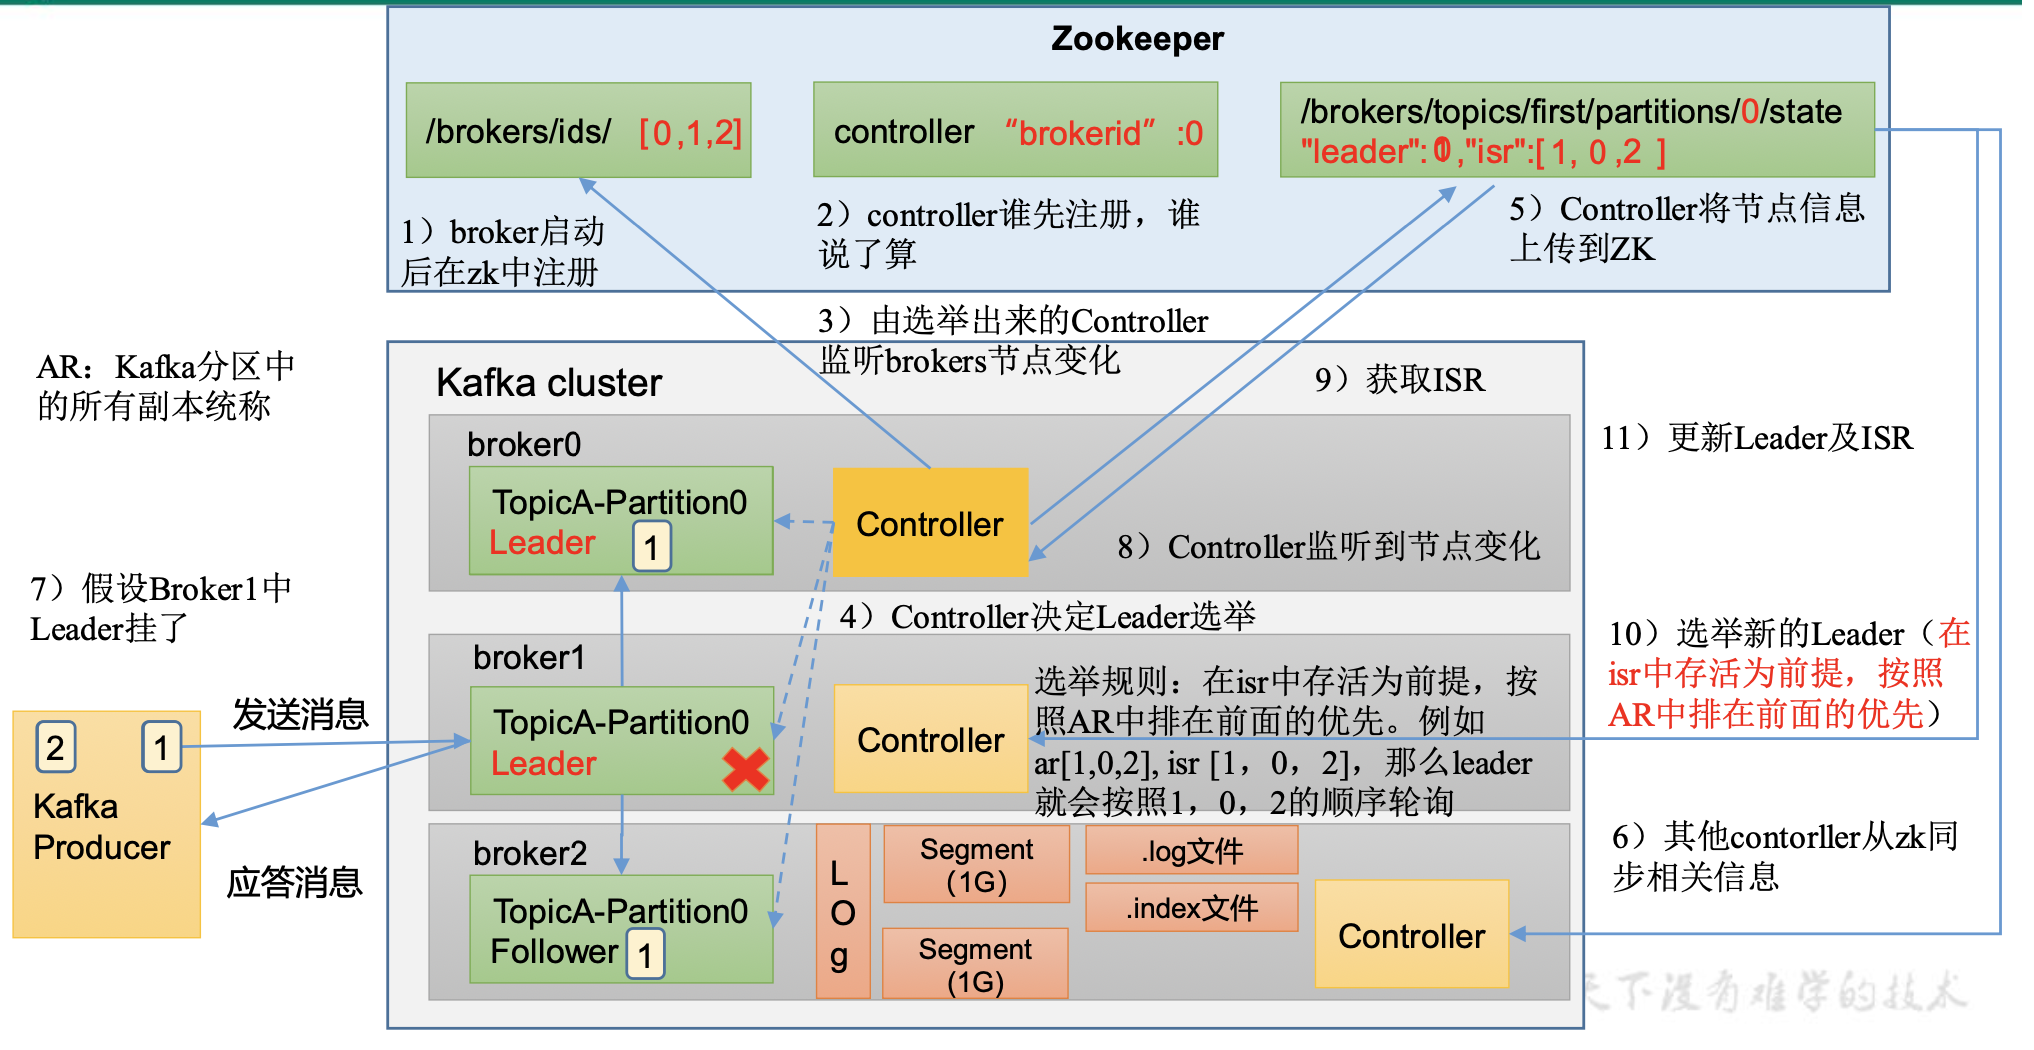 Zookeeper
/brokers/ids/ [0,1,2]
controller “brokerid” :0
/brokers/topics/first/partitions/0/state
"leader": ,"isr":[ 1, 0 ,2 ]
1）broker启动
后在zk中注册
2）controller谁先注册，谁
说了算
5）Controller将节点信息
上传到ZK
3）由选举出来的Controller
监听brokers节点变化
AR：Kafka分区中
的所有副本统称
Kafka cluster
9）获取ISR
11）更新Leader及ISR
broker0
TopicA-Partition0
Leader 1
Controller
8）Controller监听到节点变化
7）假设Broker1中
Leader挂了
4）Controller决定Leader选举
10）选举新的Leader（在
isr中存活为前提，按照
AR中排在前面的优先）
broker1
TopicA-Partition0
Leader
Controller
选举规则：在isr中存活为前提，按
照AR中排在前面的优先。例如
ar[1,0,2], isr [1，0，2]，那么leader
就会按照1，0，2的顺序轮询
发送消息
2 1
Kafka
Producer
应答消息
broker2
TopicA-Partition0
Follower 1
L
O
g
Segment
(1G)
.log文件
.index文件
Segment
(1G)
Controller
6）其他contorller从zk同
步相关信息
天下没有难学的技术